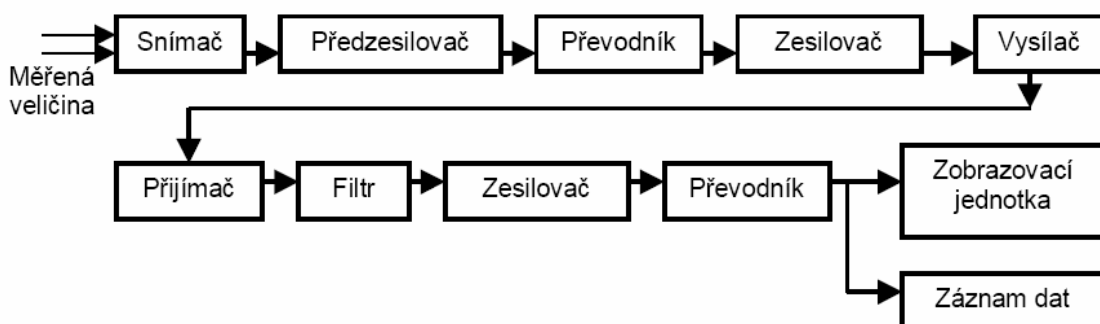 Měřená
veličina
Snímač
Předzesilovač
Převodník
Zesilovač
Vysílač
Přijímač
Filtr
Zesilovač
Převodník
Zobrazovací
jednotka
Záznam dat